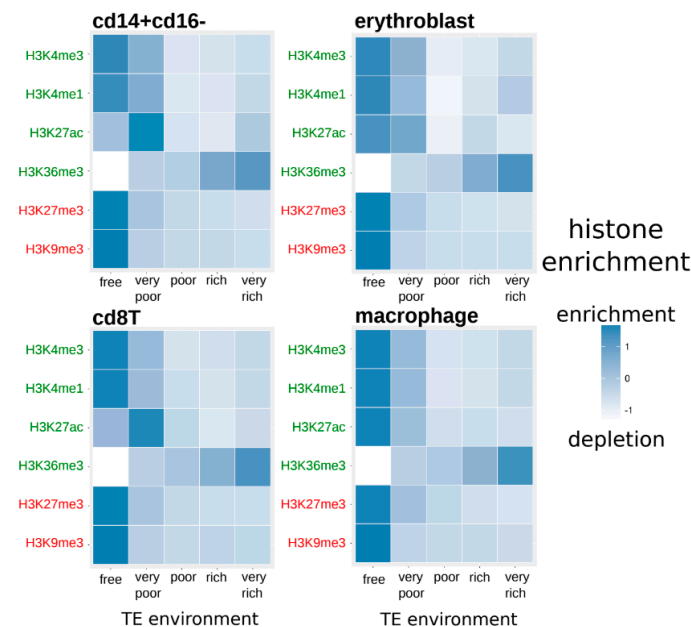 cd14+cd16-
H3K4me3
H3K4me1
H3K27ac
H3K36me3
H3K27me3
H3K9me3
free very poor poor rich very rich
erythroblast
H3K4me3
H3K4me1
H3K27ac
H3K36me3
H3K27me3
H3K9me3
free very poor poor rich very rich
histone
enrichment
enrichment
1
0
-1
depletion
cd8T
H3K4me3
H3K4me1
H3K27ac
H3K36me3
H3K27me3
H3K9me3
free very poor poor rich very rich
TE environment
macrophage
H3K4me3
H3K4me1
H3K27ac
H3K36me3
H3K27me3
H3K9me3
free very poor poor rich very rich
TE environment